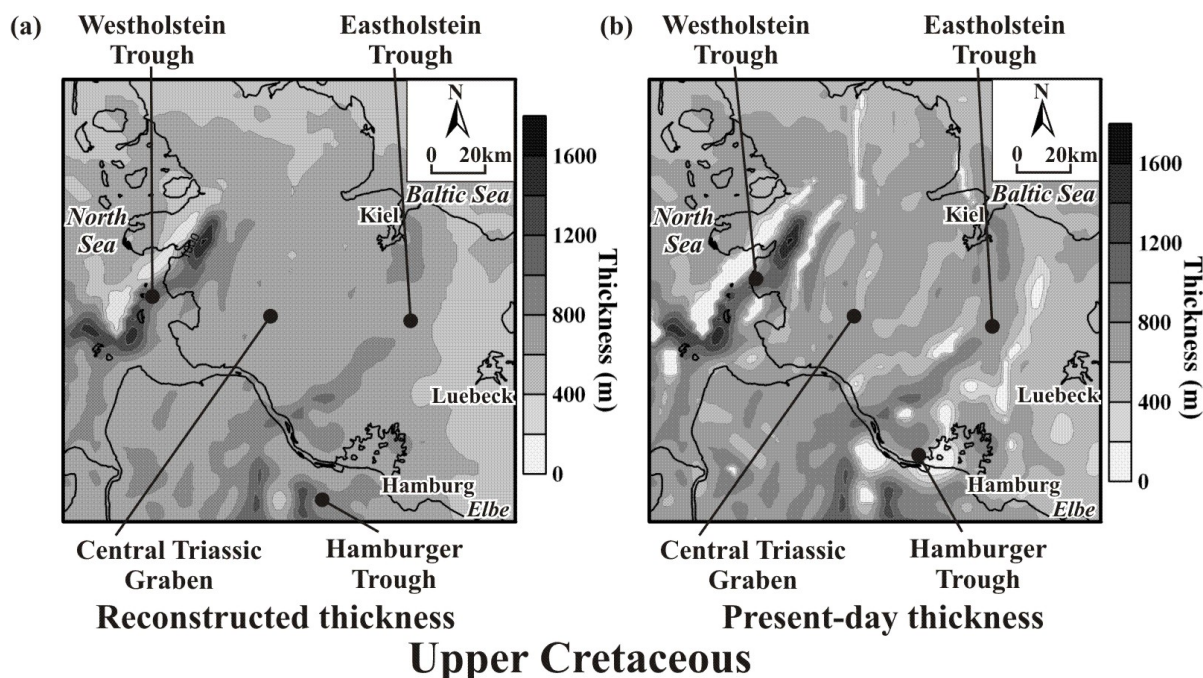 (a)
Westholstein
Trough
Eastholstein
Trough
N
0 20km
Baltic Sea
Kiel
North
Sea
Luebeck
Hamburg
Elbe
1600
1200
800
400
0
Thickness (m)
Central Triassic
Graben
Hamburger
Trough
Reconstructed thickness
(b)
Westholstein
Trough
Eastholstein
Trough
N
0 20km
Baltic Sea
Kiel
North
Sea
Luebeck
Hamburg
Elbe
1600
1200
800
400
0
Thickness (m)
Central Triassic
Graben
Hamburger
Trough
Present-day thickness
Upper Cretaceous